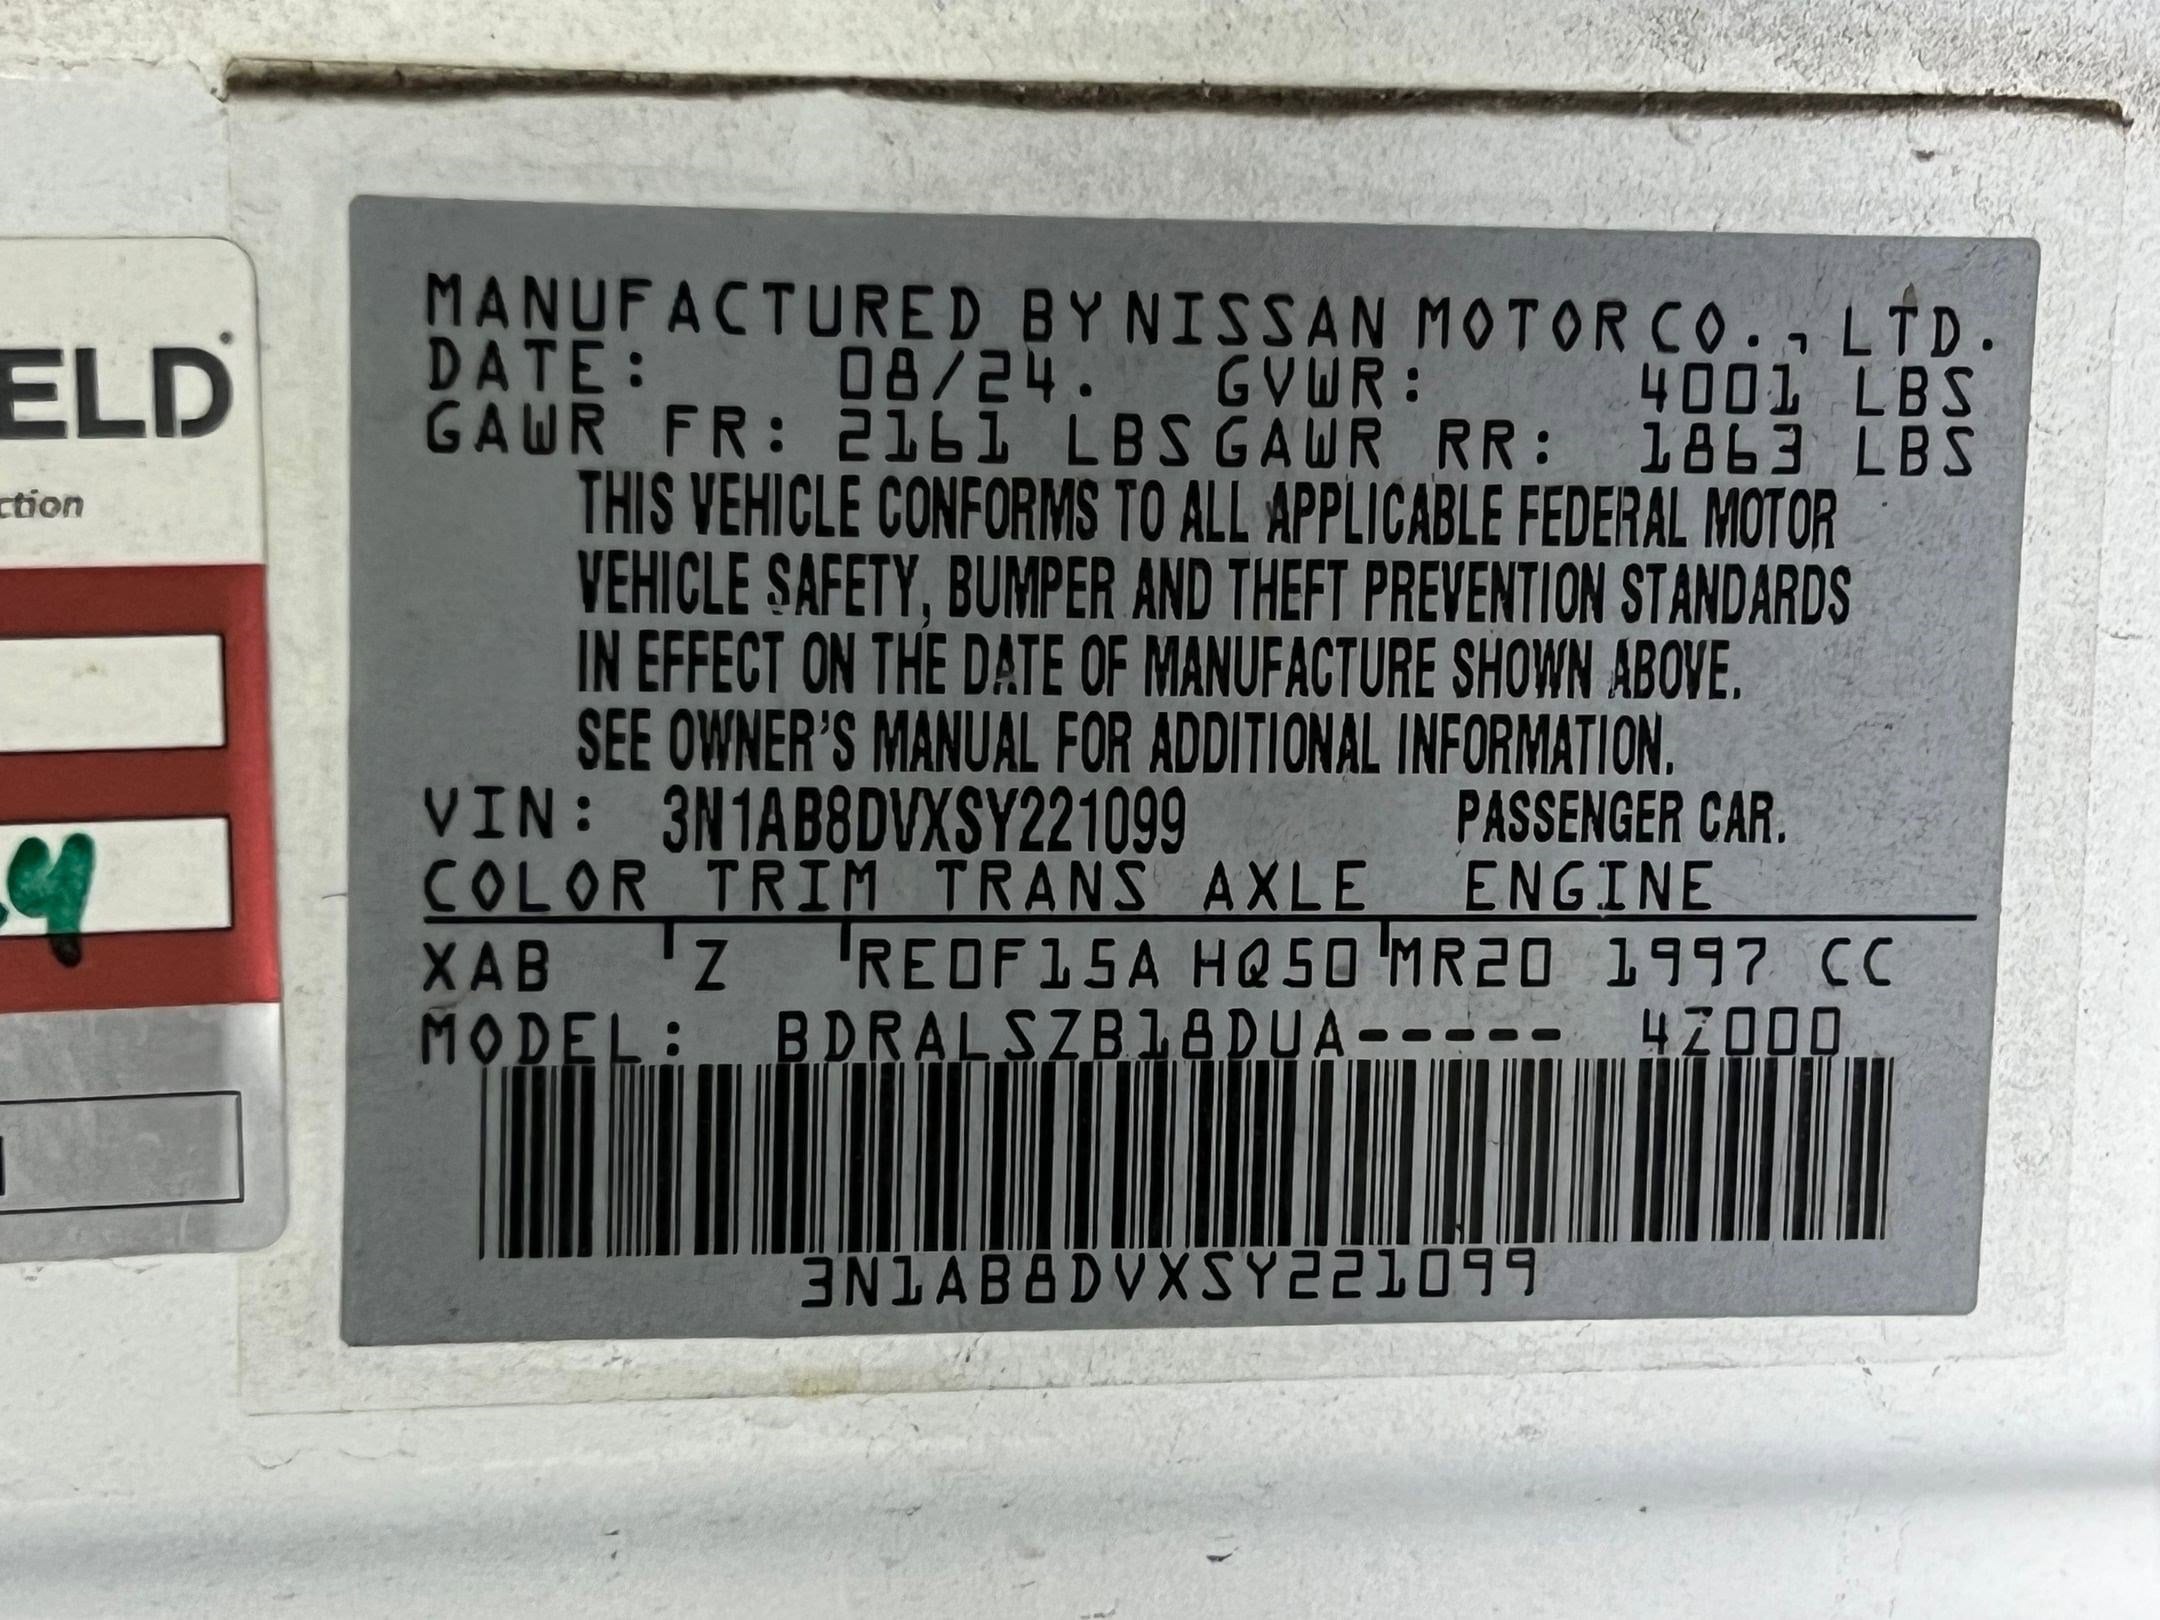 ELD
ction
MANUFACTURED BY NISSAN MOTOR CO., LTD.
DATE: 08/24. GVWR: 4001 LBS
GAWR FR: 2161 LBS GAWR RR: 1863 LBS
THIS VEHICLE CONFORMS TO ALL APPLICABLE FEDERAL MOTOR
VEHICLE SAFETY, BUMPER AND THEFT PREVENTION STANDARDS
IN EFFECT ON THE DATE OF MANUFACTURE SHOWN ABOVE.
SEE OWNER'S MANUAL FOR ADDITIONAL INFORMATION.
VIN: 3N1AB8DVXSY221099 PASSENGER CAR.
COLOR TRIM TRANS AXLE ENGINE
XAB Z RE0F15A HQ50 MR20 1997 CC
MODEL: BDRALSZB18DUA----- 4Z000
3N1AB8DVXSY221099